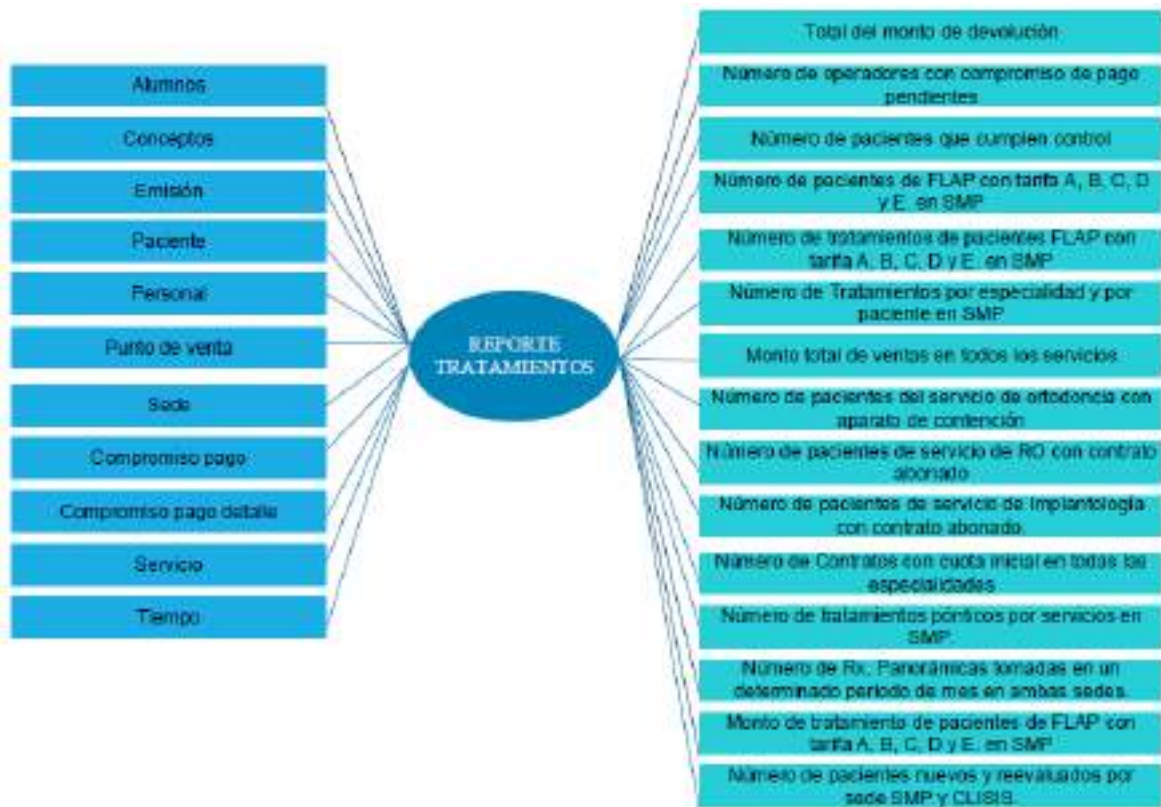 Alumnos
Conceptos
Emisión
Paciente
Personal
Punto de venta
Sede
Compromiso pago
Compromiso pago detalle
Servicio
Tiempo
REPORTE
TRATAMIENTOS
Total del monto de devolución
Número de operadores con compromiso de pago
pendientes
Número de pacientes que cumplen control
Número de pacientes de FLAP con tarifa A, B, C, D
y E. en SMP
Número de tratamientos de pacientes FLAP con
tarifa A, B, C, D y E. en SMP
Número de Tratamientos por especialidad y por
paciente en SMP
Monto total de ventas en todos los servicios
Número de pacientes del servicio de ortodoncia con
aparato de contención
Número de pacientes de servicio de RO con contrato
abonado
Número de pacientes de servicio de Implantología
con contrato abonado.
Número de Contratos con cuota inicial en todas las
especialidades
Número de tratamientos pónticos por servicios en
SMP.
Número de Rx. Panorámicas tomadas en un
determinado período de mes en ambas sedes.
Monto de tratamiento de pacientes de FLAP con
tarifa A, B, C, D y E. en SMP
Número de pacientes nuevos y reevaluados por
sede SMP y CLISIS.